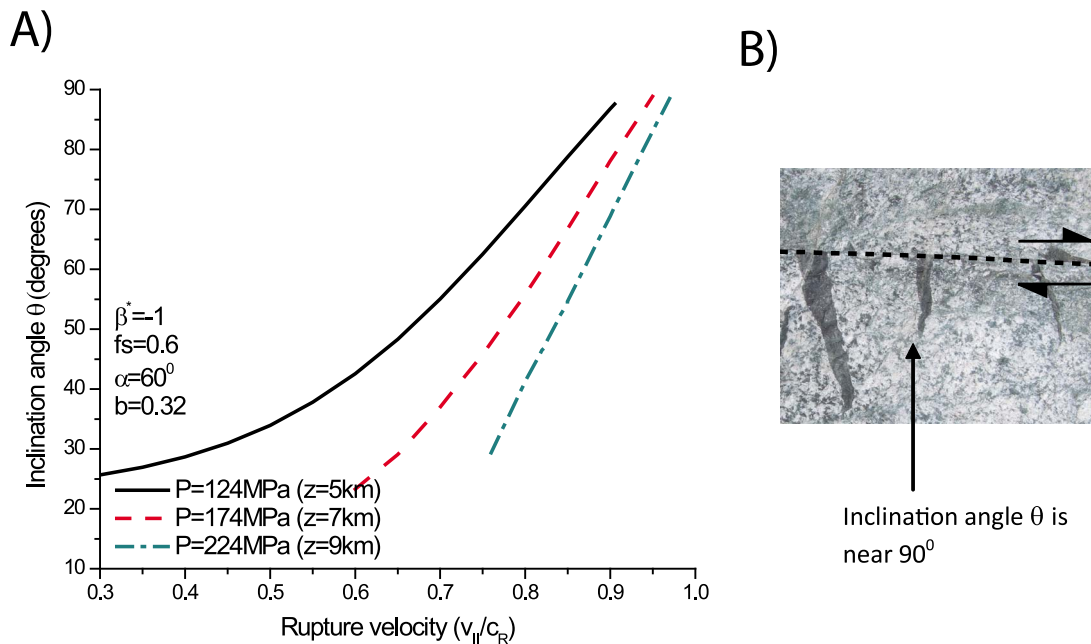 A)
B)
90
80
70
60
50
40
30
20
10
Inclination angle θ (degrees)
β*=-1
fs=0.6
α=60⁰
b=0.32
P=124MPa (z=5km)
P=174MPa (z=7km)
P=224MPa (z=9km)
0.3 0.4 0.5 0.6 0.7 0.8 0.9 1.0
Rupture velocity (v_II/c_R)
Inclination angle θ is
near 90⁰